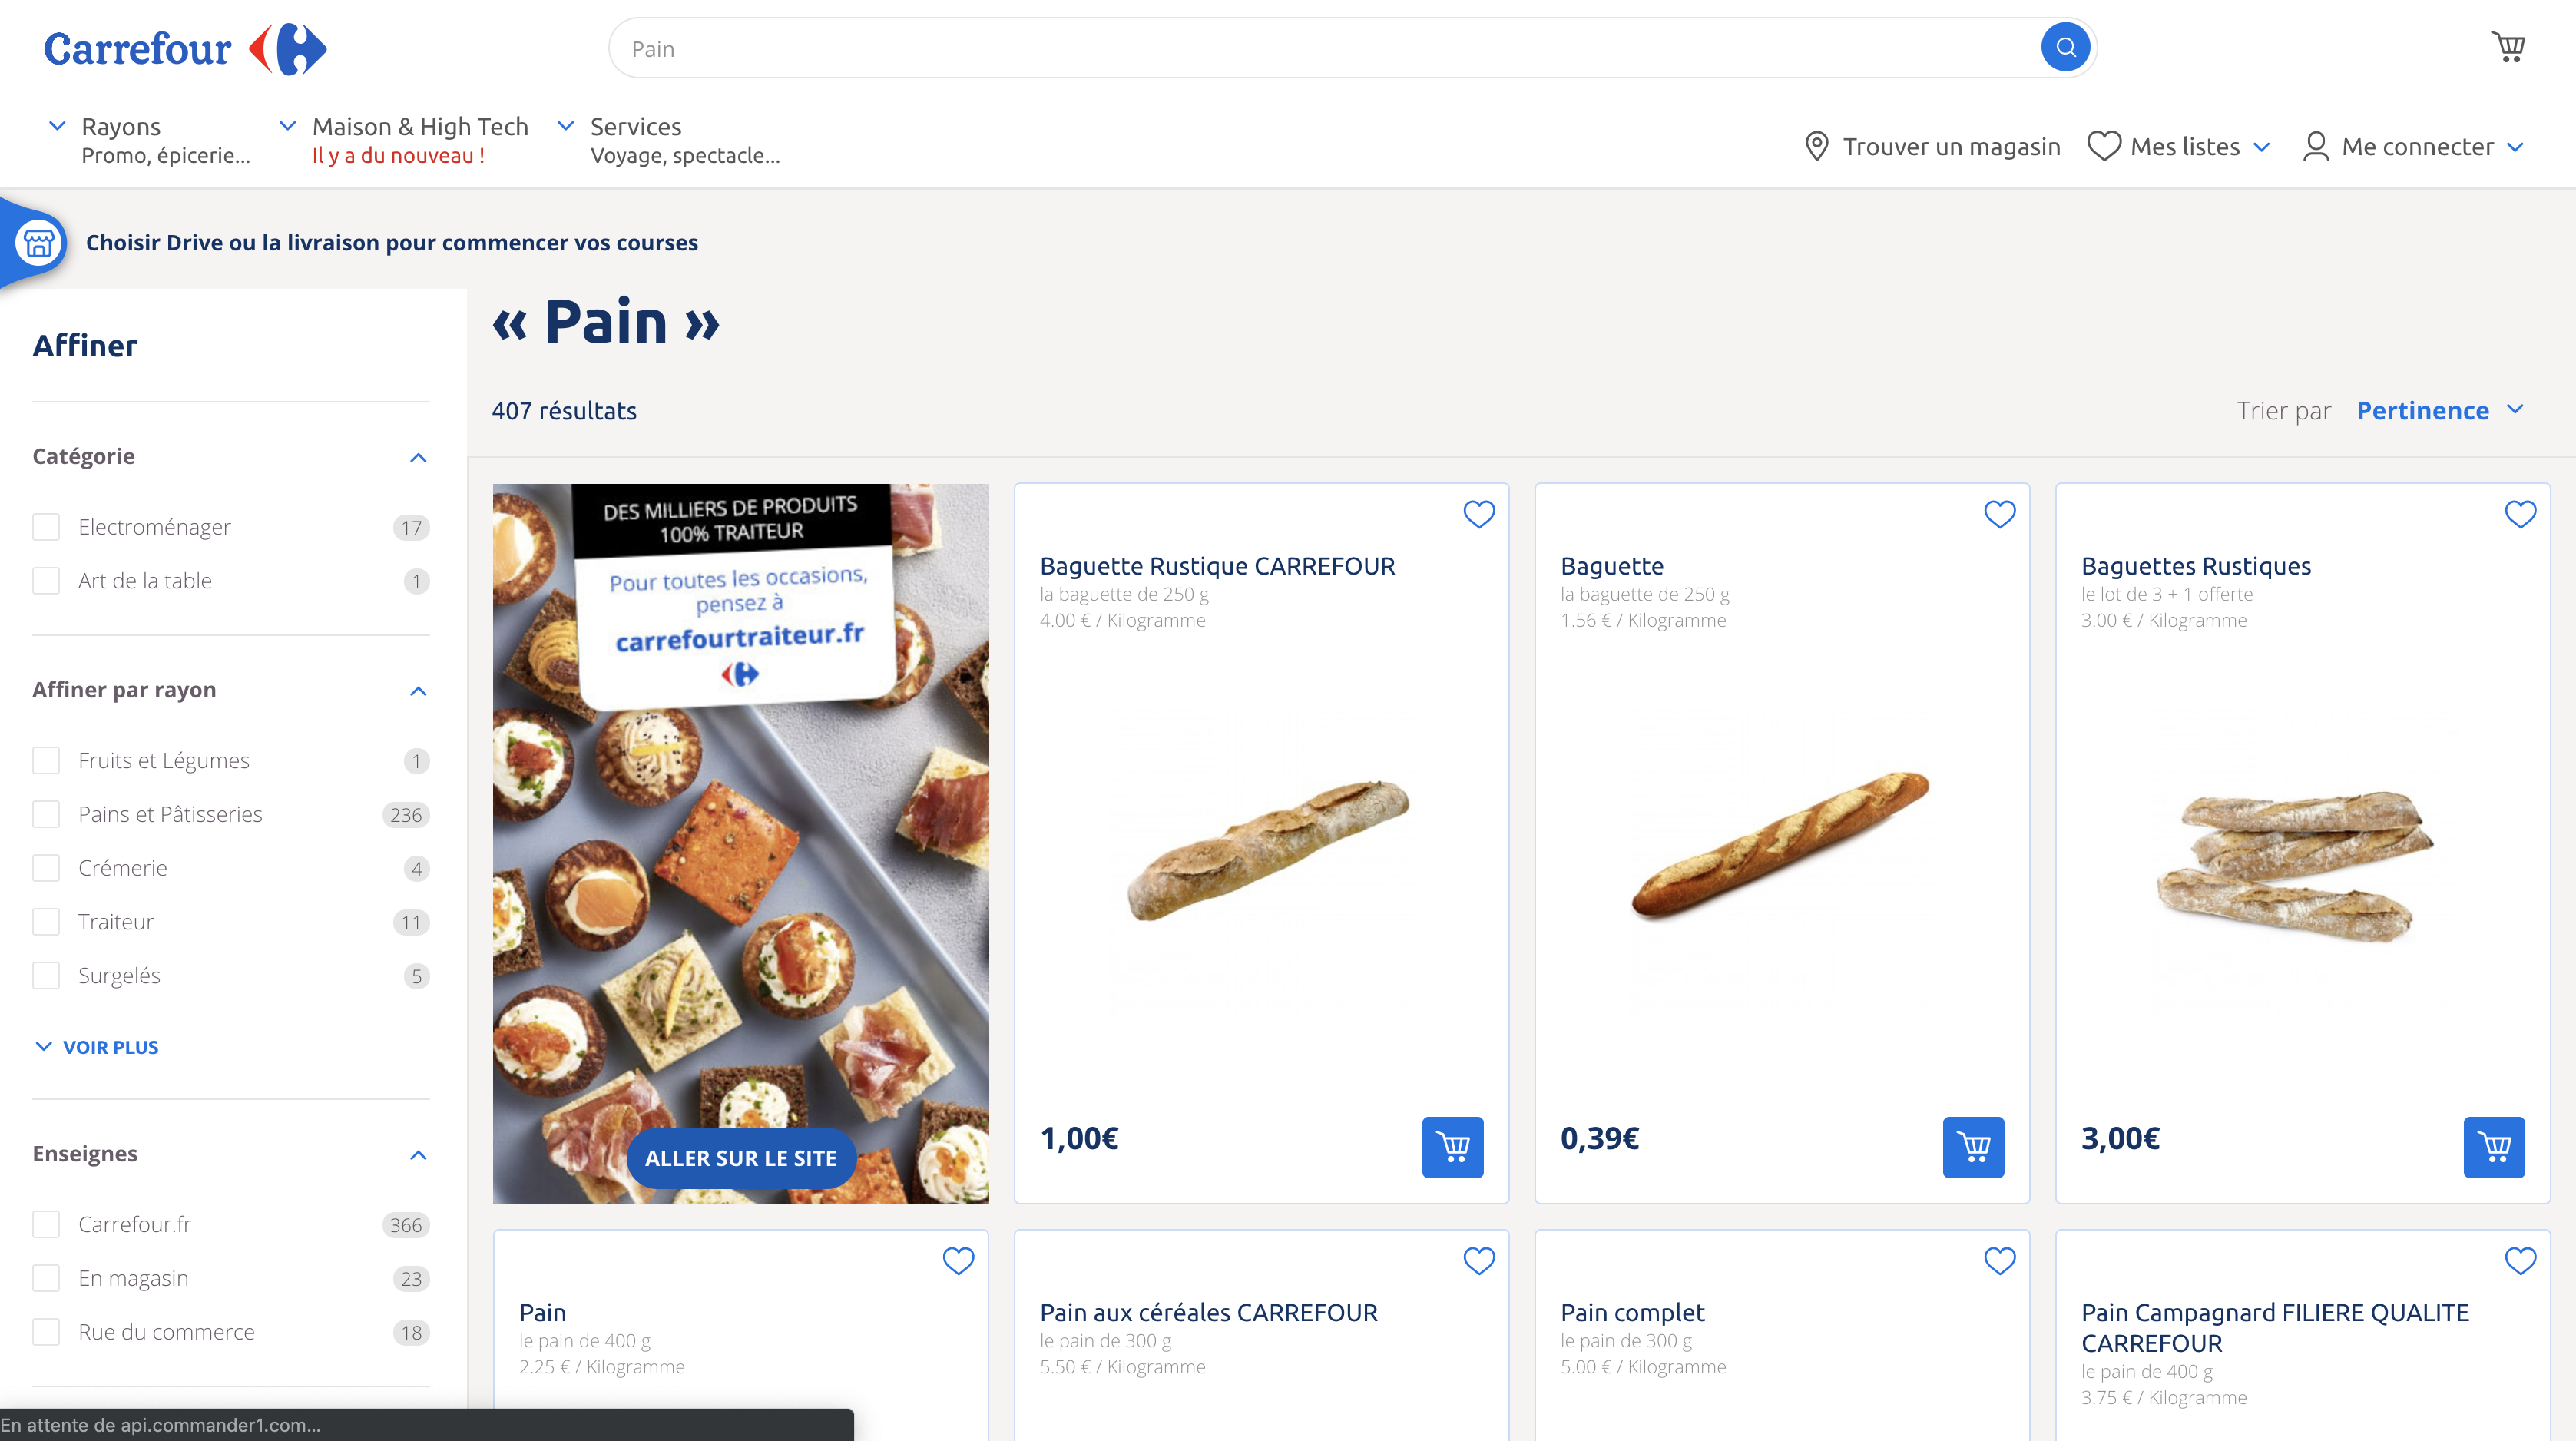 Carrefour
Pain
Rayons
Promo, épicerie...
Maison & High Tech
Il y a du nouveau !
Services
Voyage, spectacle...
Trouver un magasin
Mes listes
Me connecter
Choisir Drive ou la livraison pour commencer vos courses
Affiner
Catégorie
Electroménager 17
Art de la table 1
Affiner par rayon
Fruits et Légumes 1
Pains et Pâtisseries 236
Crémerie 4
Traiteur 11
Surgelés 5
VOIR PLUS
Enseignes
Carrefour.fr 366
En magasin 23
Rue du commerce 18
« Pain »
407 résultats
Trier par Pertinence
DES MILLIERS DE PRODUITS
100% TRAITEUR
Pour toutes les occasions,
pensez à
carrefourtraiteur.fr
ALLER SUR LE SITE
Baguette Rustique CARREFOUR
la baguette de 250 g
4.00 € / Kilogramme
1,00€
Baguette
la baguette de 250 g
1.56 € / Kilogramme
0,39€
Baguettes Rustiques
le lot de 3 + 1 offerte
3.00 € / Kilogramme
3,00€
Pain
le pain de 400 g
2.25 € / Kilogramme
Pain aux céréales CARREFOUR
le pain de 300 g
5.50 € / Kilogramme
Pain complet
le pain de 300 g
5.00 € / Kilogramme
Pain Campagnard FILIERE QUALITE
CARREFOUR
le pain de 400 g
3.75 € / Kilogramme
En attente de api.commander1.com...